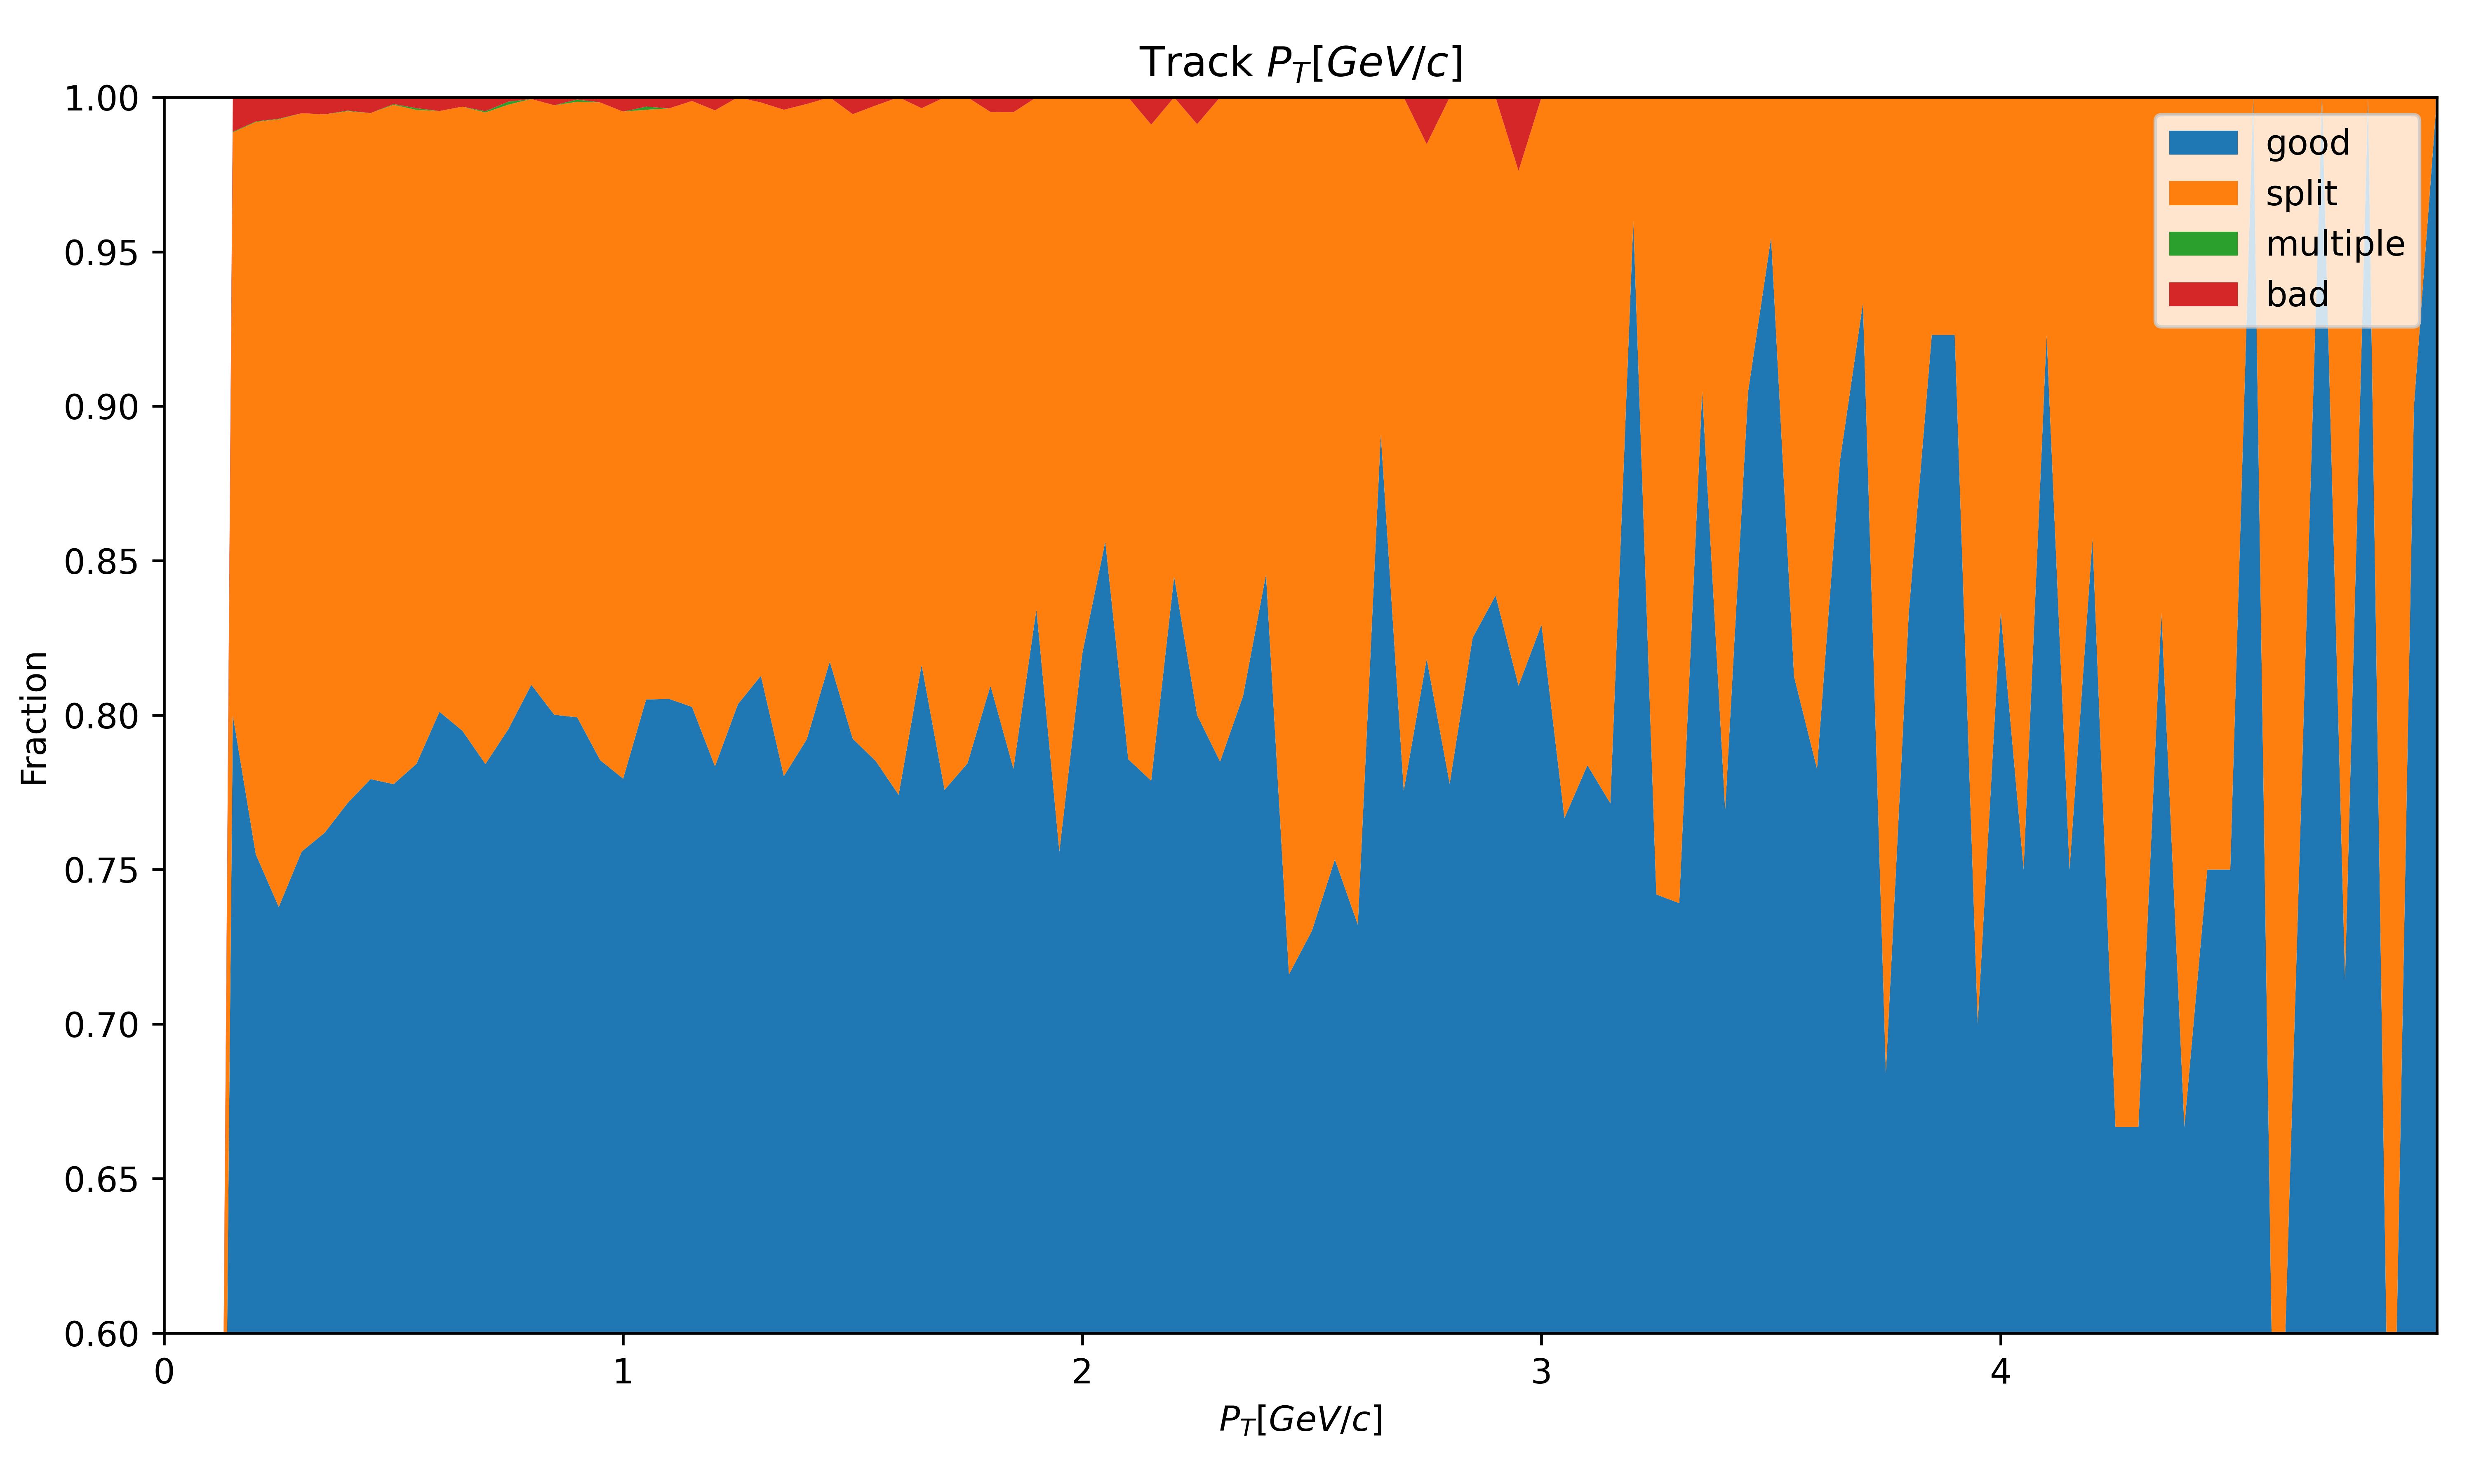 Track P_T[GeV/c]
1.00
0.95
0.90
0.85
0.80
0.75
0.70
0.65
0.60
Fraction
good
split
multiple
bad
0 1 2 3 4
P_T[GeV/c]